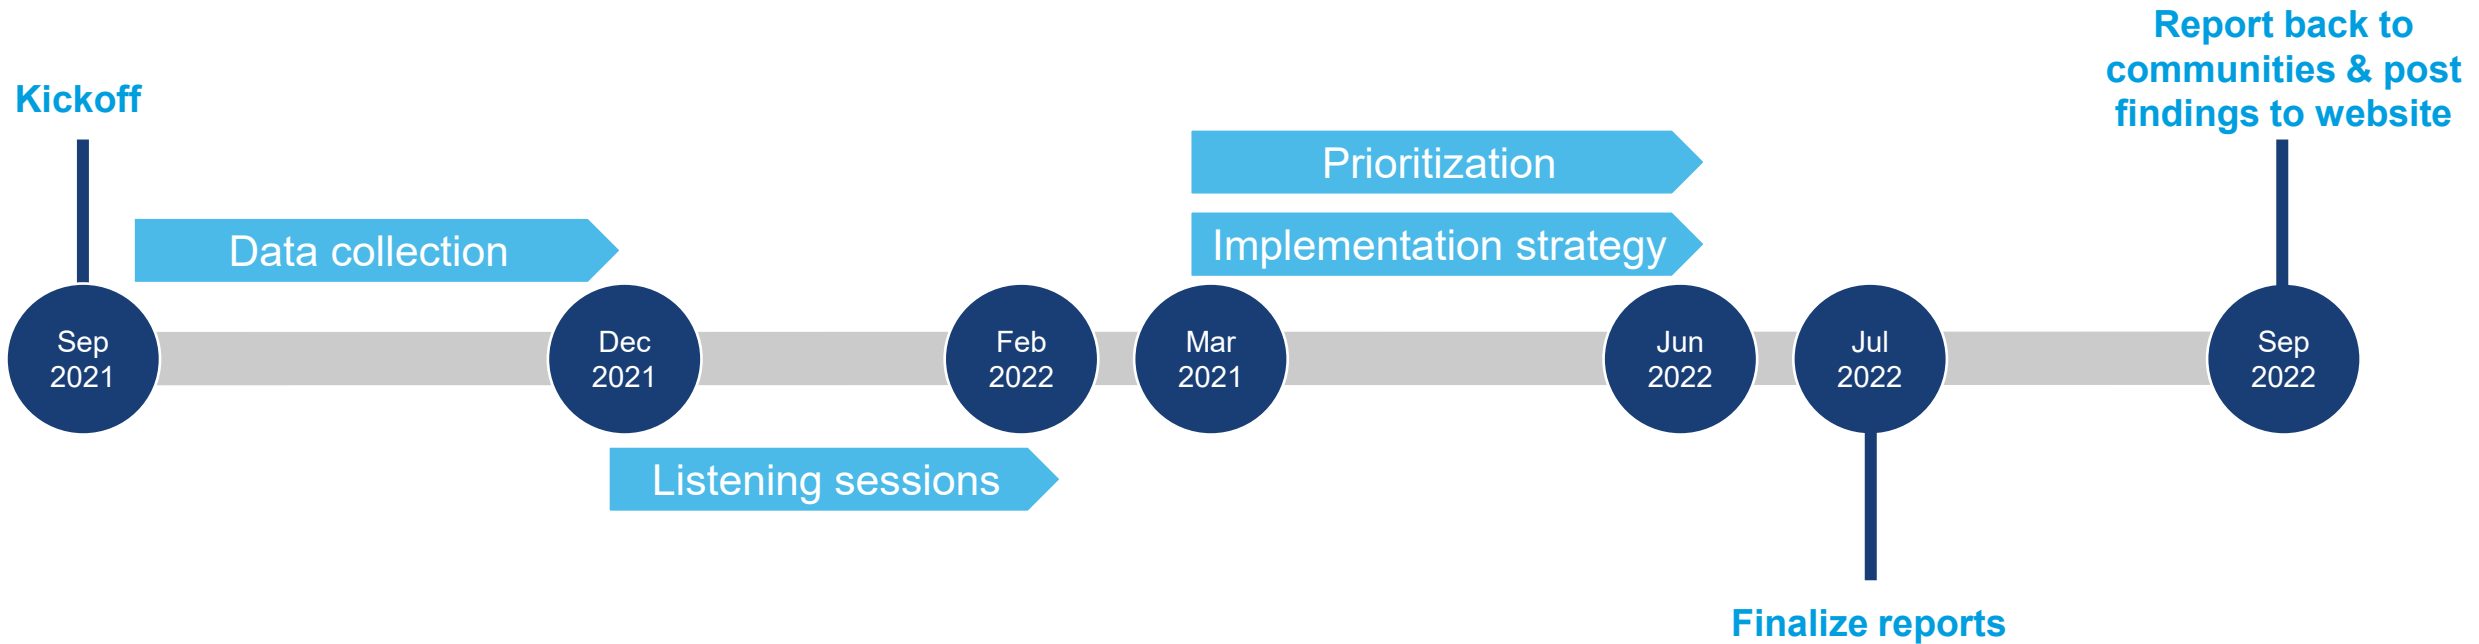 Report back to
communities & post
findings to website
Kickoff
Prioritization
Data collection
Implementation strategy
Sep
2021
Dec
2021
Feb
2022
Mar
2021
Jun
2022
Jul
2022
Sep
2022
Listening sessions
Finalize reports